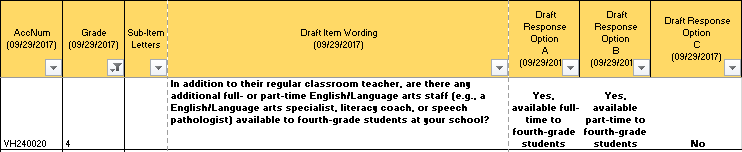 AccNum
(09/29/2017)
Grade
(09/29/2017)
Sub-Item
Letters
Draft Item Wording
(09/29/2017)
Draft
Response
Option
A
(09/29/201
Draft
Response
Option
B
(09/29/201
Draft Response
Option
C
(09/29/2017)
VH240020
4
In addition to their regular classroom teacher, are there any
additional full- or part-time English/Language arts staff (e.g., a
English/Language arts specialist, literacy coach, or speech
pathologist) available to fourth-grade students at your school?
Yes,
available full-
time to
fourth-grade
students
Yes,
available
part-time to
fourth-grade
students
No